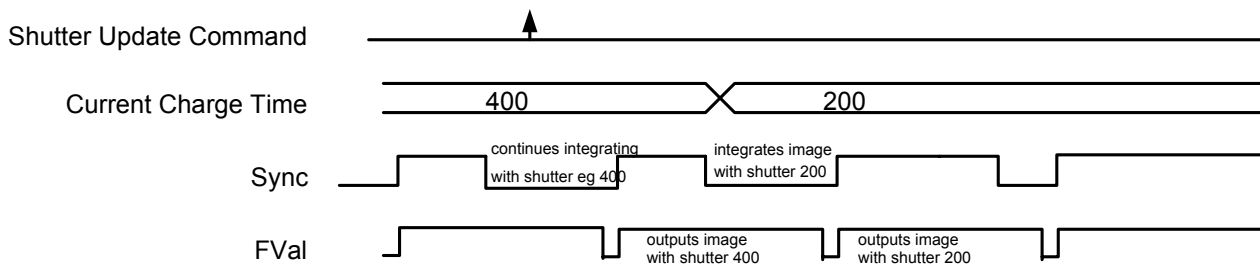 Shutter Update Command
Current Charge Time
400
200
Sync
continues integrating
with shutter eg 400
integrates image
with shutter 200
FVal
outputs image
with shutter 400
outputs image
with shutter 200